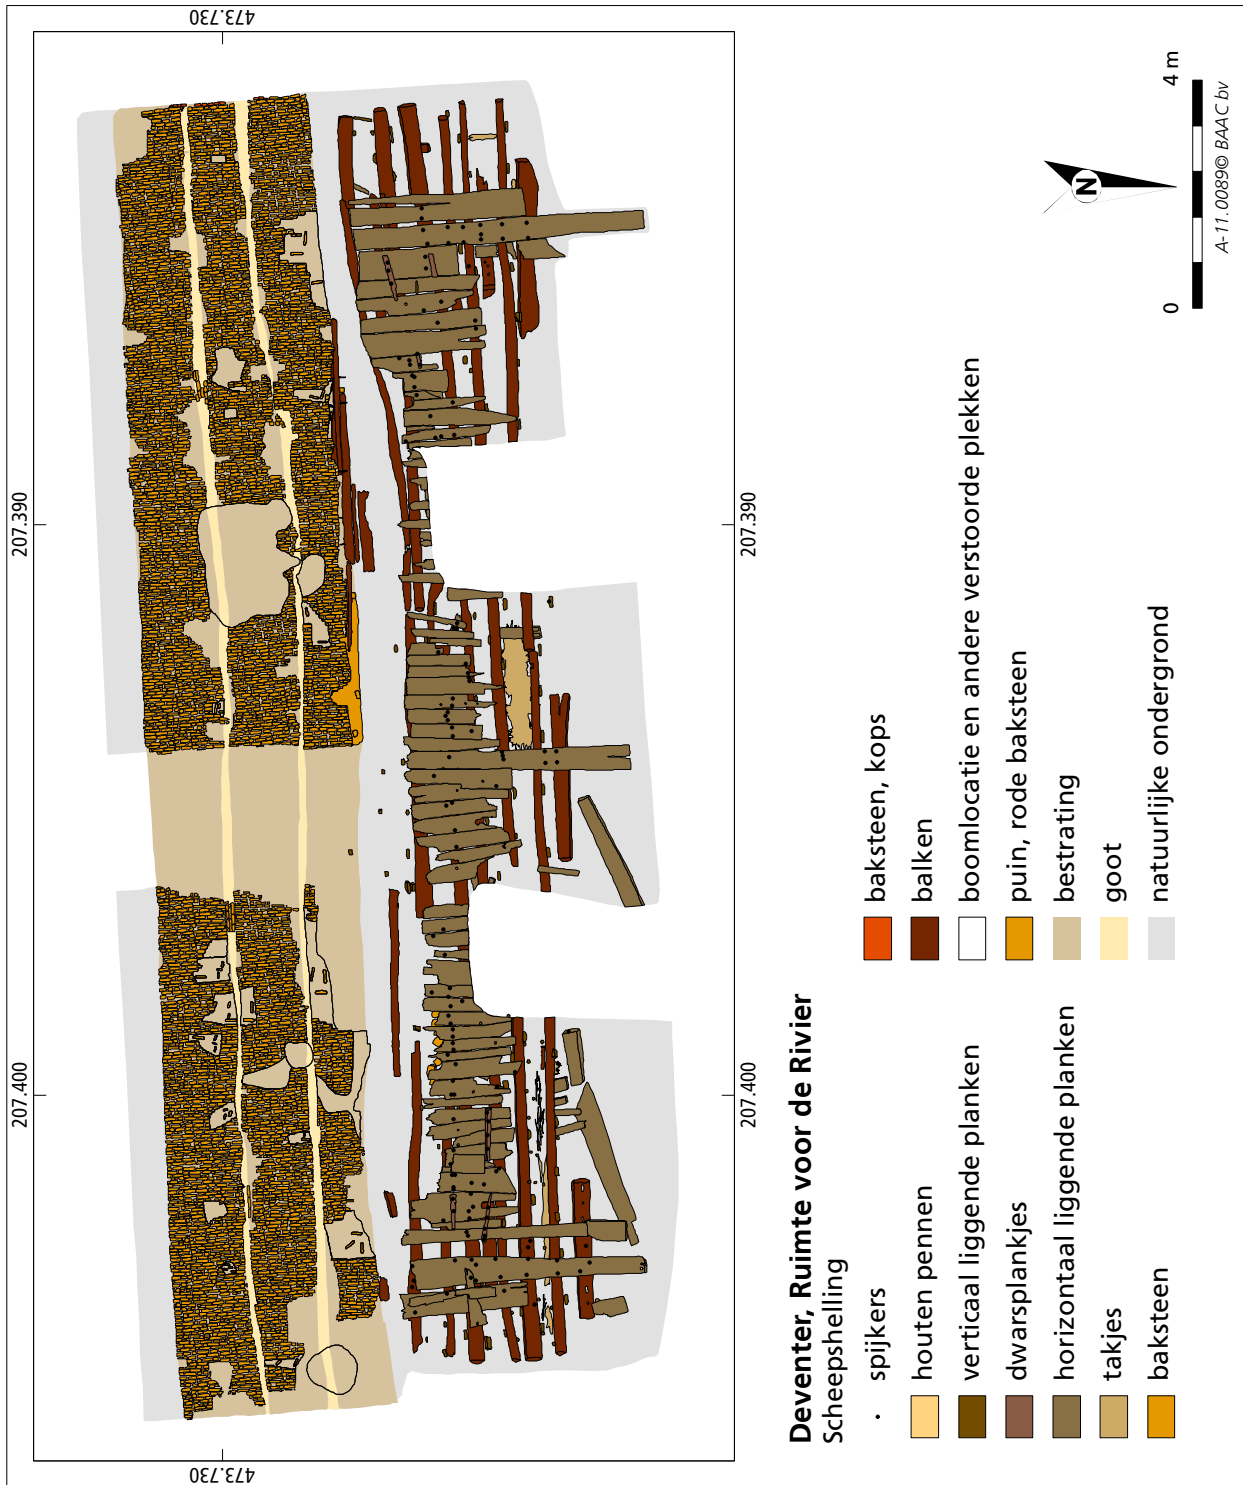 473.730
473.730
207.390
207.400
207.390
207.400
Deventer, Ruimte voor de Rivier
Scheepshelling
spijkers
houten pennen
verticaal liggende planken
dwarsplankjes
horizontaal liggende planken
takjes
baksteen
baksteen, kops
balken
boomlocatie en andere verstoorde plekken
puin, rode baksteen
bestrating
goot
natuurlijke ondergrond
N
0 4 m
A-11.0089© BAAC bv